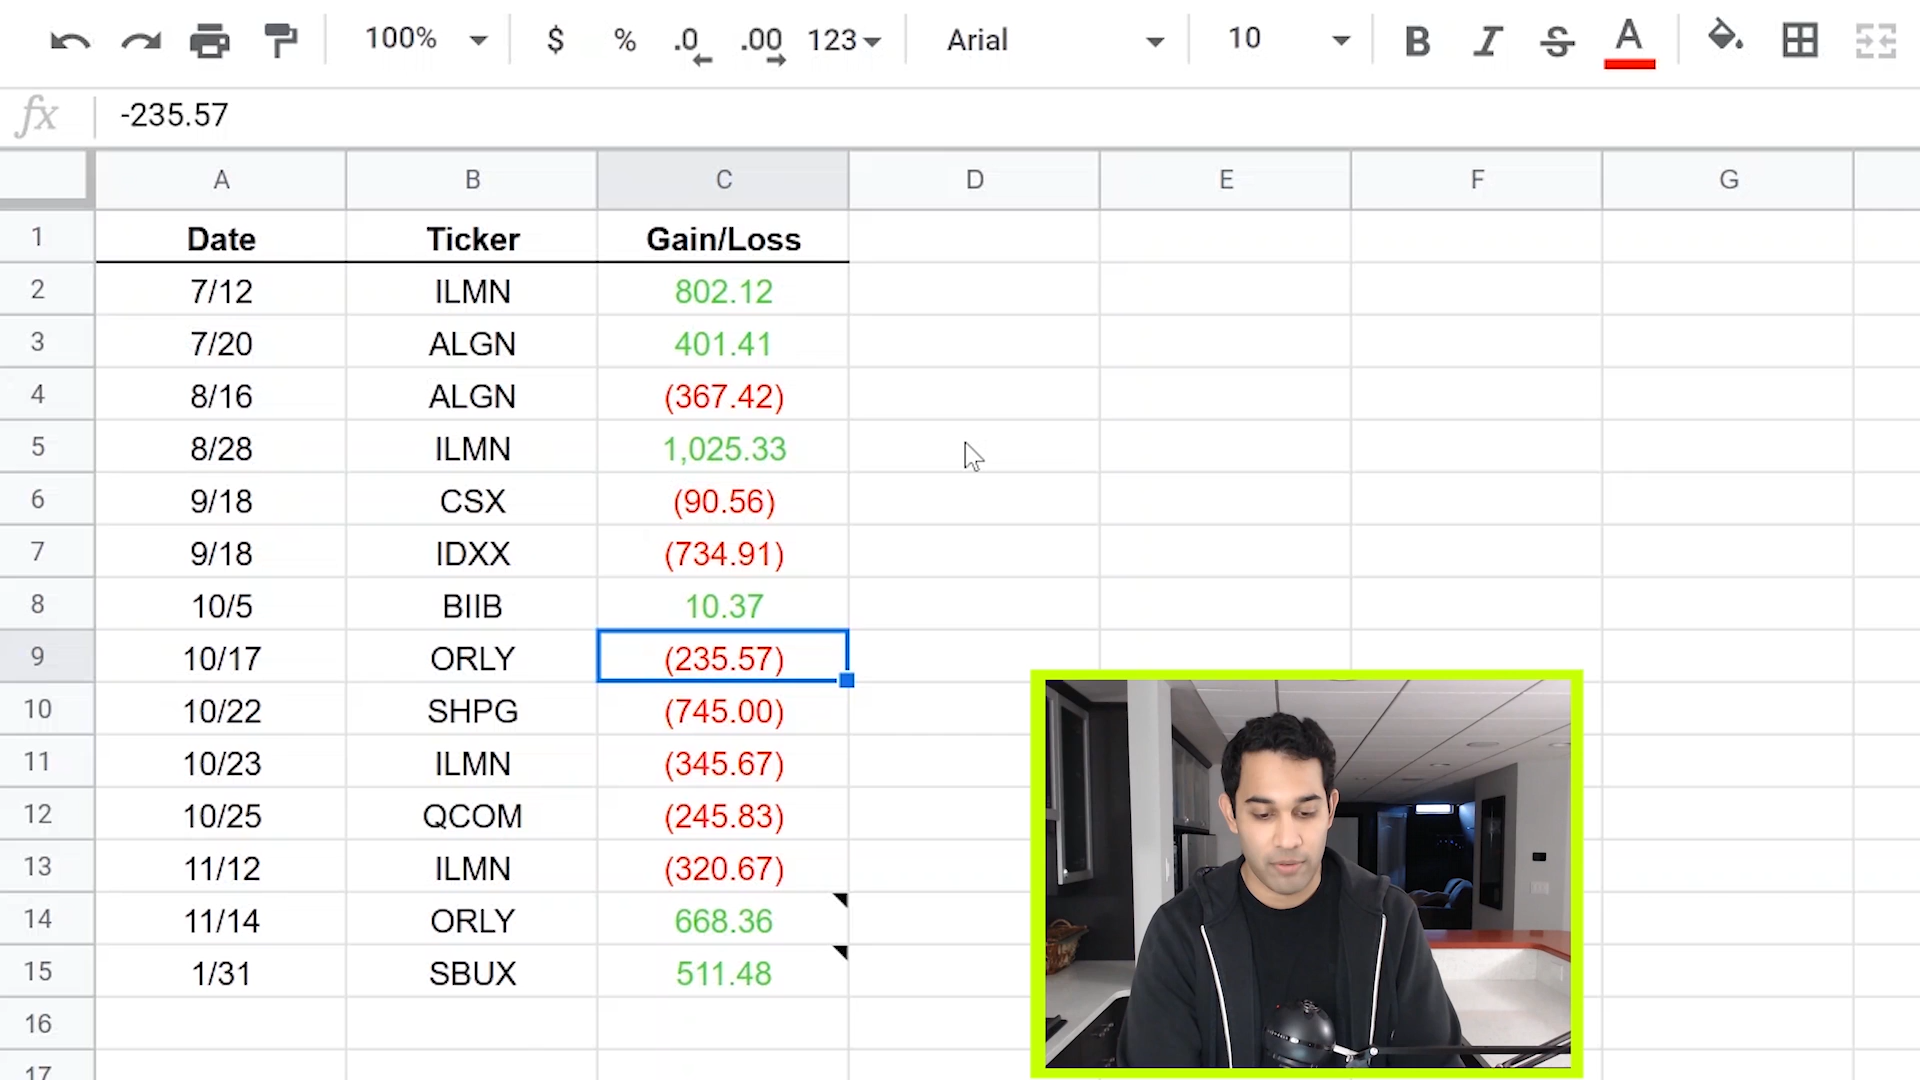 100% $ % .0 .00 123 Arial 10 B I S A
fx -235.57
A B C D E F G
1 Date Ticker Gain/Loss
2 7/12 ILMN 802.12
3 7/20 ALGN 401.41
4 8/16 ALGN (367.42)
5 8/28 ILMN 1,025.33
6 9/18 CSX (90.56)
7 9/18 IDXX (734.91)
8 10/5 BIIB 10.37
9 10/17 ORLY (235.57)
10 10/22 SHPG (745.00)
11 10/23 ILMN (345.67)
12 10/25 QCOM (245.83)
13 11/12 ILMN (320.67)
14 11/14 ORLY 668.36
15 1/31 SBUX 511.48
16
17